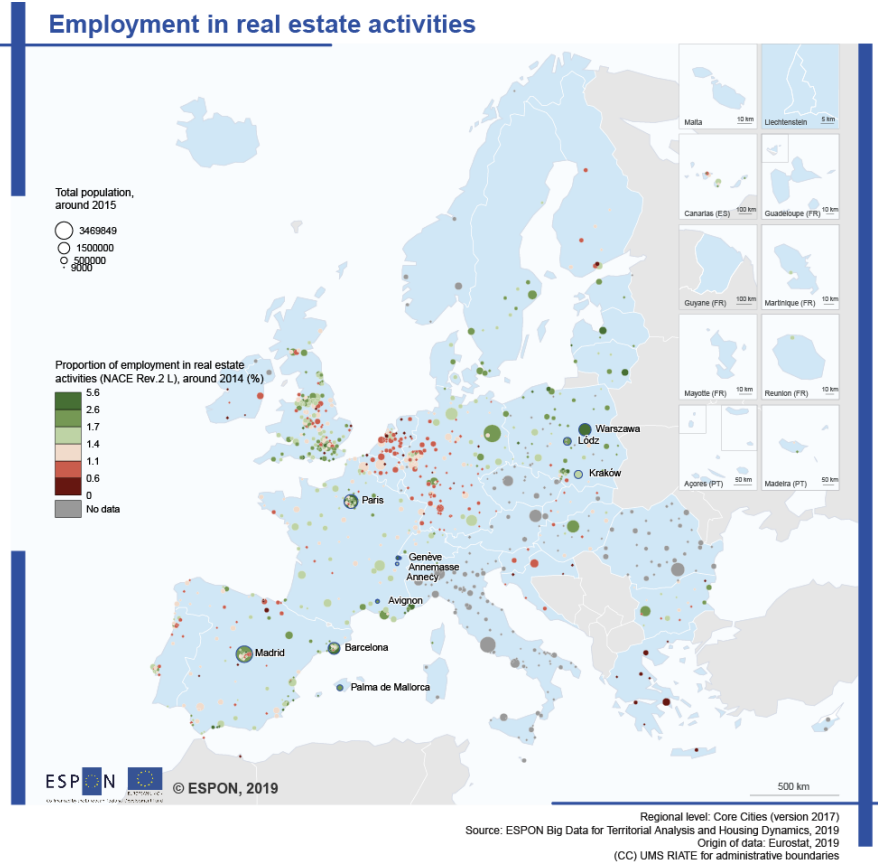 Employment in real estate activities
Malta
10 km
Liechtenstein
5 km
Total population,
around 2015
3469849
1500000
500000
9000
Canarias (ES)
100 km
Guadeloupe (FR)
10 km
Guyane (FR)
100 km
Martinique (FR)
10 km
Proportion of employment in real estate
activities (NACE Rev.2 L), around 2014 (%)
5.6
2.6
1.7
1.4
1.1
0.6
0
No data
Mayotte (FR)
10 km
Reunion (FR)
10 km
Açores (PT)
50 km
Madeira (PT)
50 km
Warszawa
Lódz
Kraków
Paris
Genève
Annemasse
Annecy
Avignon
Madrid
Barcelona
Palma de Mallorca
ESPON
© ESPON, 2019
500 km
Regional level: Core Cities (version 2017)
Source: ESPON Big Data for Territorial Analysis and Housing Dynamics, 2019
Origin of data: Eurostat, 2019
(CC) UMS RIATE for administrative boundaries